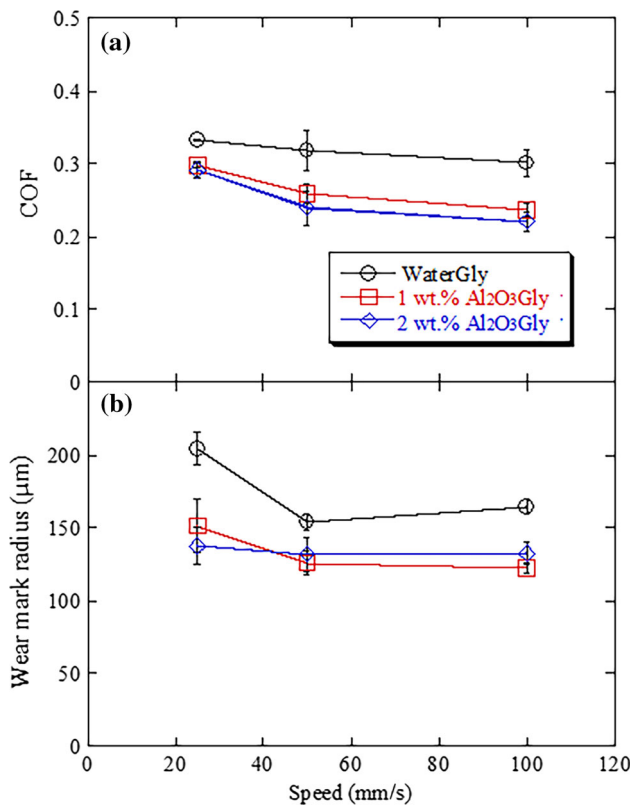 (a)
0.5
0.4
0.3
0.2
0.1
0
COF
WaterGly
1 wt.% Al2O3Gly
2 wt.% Al2O3Gly
(b)
200
150
100
50
0
Wear mark radius (μm)
0 20 40 60 80 100 120
Speed (mm/s)